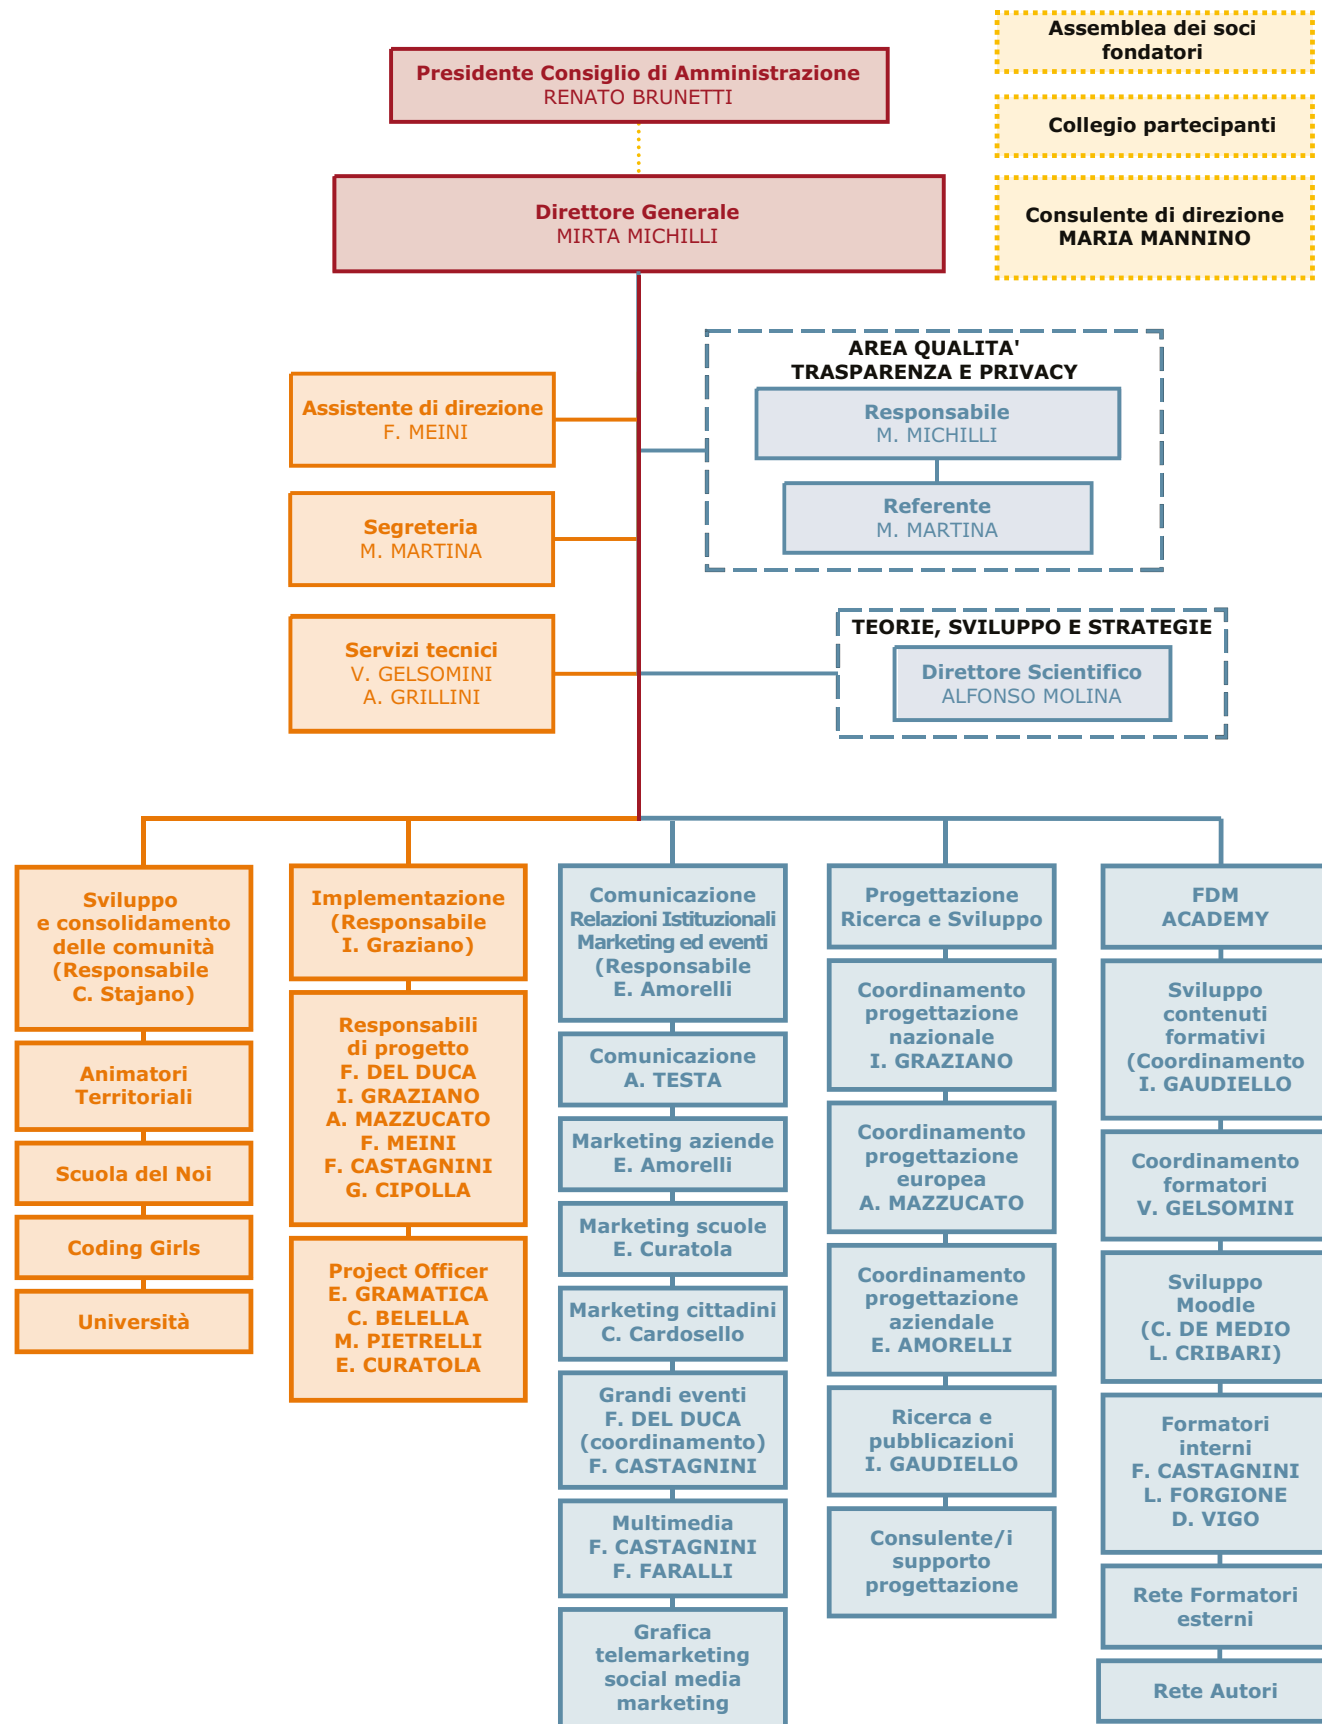 Presidente Consiglio di Amministrazione
RENATO BRUNETTI
Assemblea dei soci
fondatori
Collegio partecipanti
Direttore Generale
MIRTA MICHILLI
Consulente di direzione
MARIA MANNINO
AREA QUALITA'
TRASPARENZA E PRIVACY
Responsabile
M. MICHILLI
Referente
M. MARTINA
Assistente di direzione
F. MEINI
Segreteria
M. MARTINA
Servizi tecnici
V. GELSOMINI
A. GRILLINI
TEORIE, SVILUPPO E STRATEGIE
Direttore Scientifico
ALFONSO MOLINA
Sviluppo
e consolidamento
delle comunità
(Responsabile
C. Stajano)
Animatori
Territoriali
Scuola del Noi
Coding Girls
Università
Implementazione
(Responsabile
I. Graziano)
Responsabili
di progetto
F. DEL DUCA
I. GRAZIANO
A. MAZZUCATO
F. MEINI
F. CASTAGNINI
G. CIPOLLA
Project Officer
E. GRAMATICA
C. BELELLA
M. PIETRELLI
E. CURATOLA
Comunicazione
Relazioni Istituzionali
Marketing ed eventi
(Responsabile
E. Amorelli
Comunicazione
A. TESTA
Marketing aziende
E. Amorelli
Marketing scuole
E. Curatola
Marketing cittadini
C. Cardosello
Grandi eventi
F. DEL DUCA
(coordinamento)
F. CASTAGNINI
Multimedia
F. CASTAGNINI
F. FARALLI
Grafica
telemarketing
social media
marketing
Progettazione
Ricerca e Sviluppo
Coordinamento
progettazione
nazionale
I. GRAZIANO
Coordinamento
progettazione
europea
A. MAZZUCATO
Coordinamento
progettazione
aziendale
E. AMORELLI
Ricerca e
pubblicazioni
I. GAUDIELLO
Consulente/i
supporto
progettazione
FDM
ACADEMY
Sviluppo
contenuti
formativi
(Coordinamento
I. GAUDIELLO
Coordinamento
formatori
V. GELSOMINI
Sviluppo
Moodle
(C. DE MEDIO
L. CRIBARI)
Formatori
interni
F. CASTAGNINI
L. FORGIONE
D. VIGO
Rete Formatori
esterni
Rete Autori